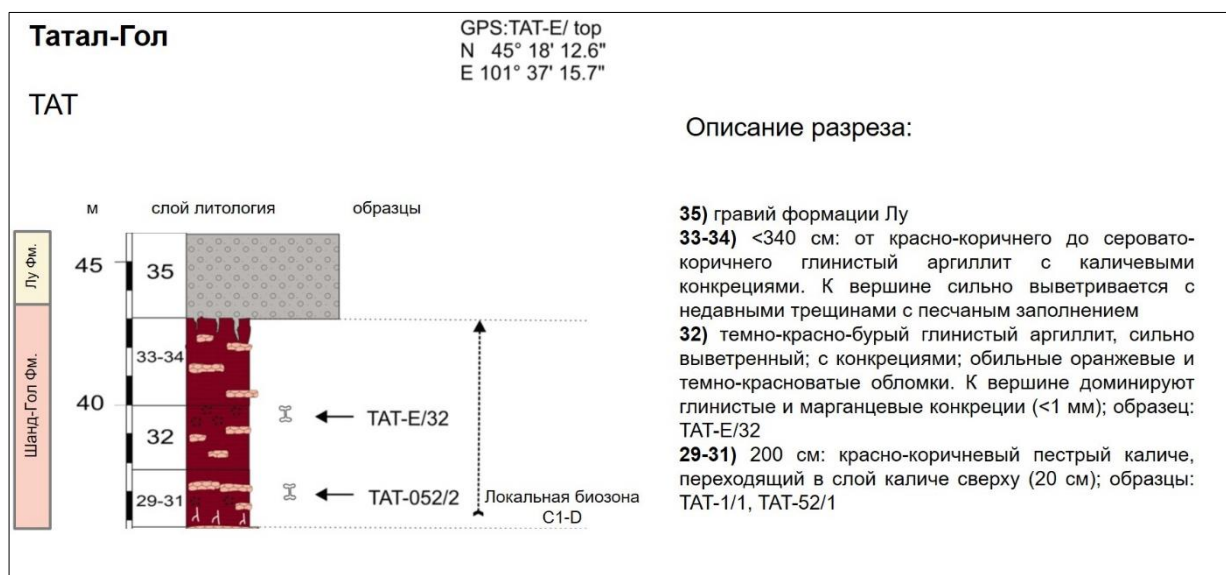 Татал-Гол
TAT
GPS:TAT-E/ top
N 45° 18' 12.6"
E 101° 37' 15.7"
Описание разреза:
м слой литология образцы
Лу Фм.
Шанд-Гол Фм.
45
40
35
33-34
32
29-31
TAT-E/32
TAT-052/2
Локальная биозона
C1-D
35) гравий формации Лу
33-34) <340 см: от красно-коричнего до серовато-
коричнего глинистый аргиллит с каличевыми
конкрециями. К вершине сильно выветривается с
недавными трещинами с песчаным заполнением
32) темно-красно-бурый глинистый аргиллит, сильно
выветренный; с конкрециями; обильные оранжевые и
темно-красноватые обломки. К вершине доминируют
глинистые и марганцевые конкреции (<1 мм); образец:
TAT-E/32
29-31) 200 см: красно-коричневый пестрый каличе,
переходящий в слой каличе сверху (20 см); образцы:
TAT-1/1, TAT-52/1